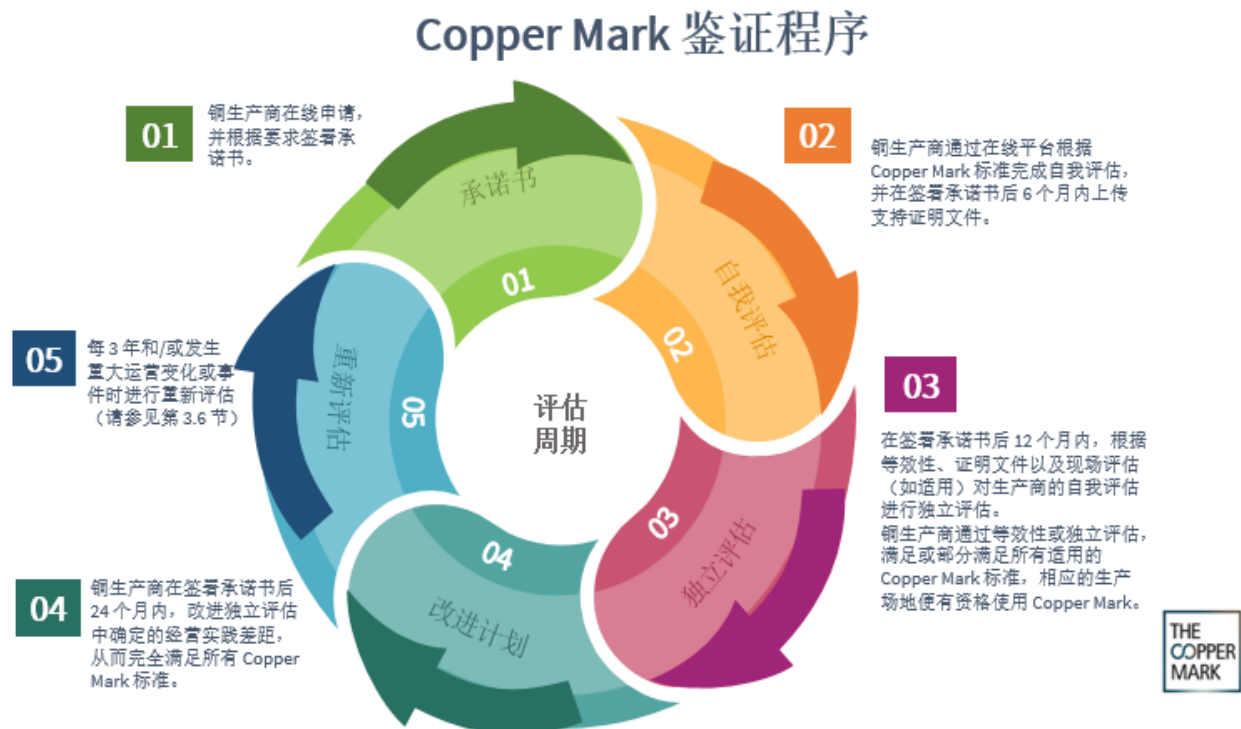 Copper Mark 鉴证程序
01
铜生产商在线申请，
并根据要求签署承
诺书。
承诺书
01
02
铜生产商通过在线平台根据
Copper Mark 标准完成自我评估，
并在签署承诺书后 6 个月内上传
支持证明文件。
自我评估
02
03
在签署承诺书后 12 个月内，根据
等效性、证明文件以及现场评估
（如适用）对生产商的自我评估
进行独立评估。
铜生产商通过等效性或独立评估，
满足或部分满足所有适用的
Copper Mark 标准，相应的生产
场地便有资格使用 Copper Mark。
独立评估
03
04
铜生产商在签署承诺书后
24 个月内，改进独立评估
中确定的经营实践差距，
从而完全满足所有 Copper
Mark 标准。
改进计划
04
05
每 3 年和/或发生
重大运营变化或事
件时进行重新评估
（请参见第 3.6 节）
重新评估
05
评估
周期
THE
COPPER
MARK